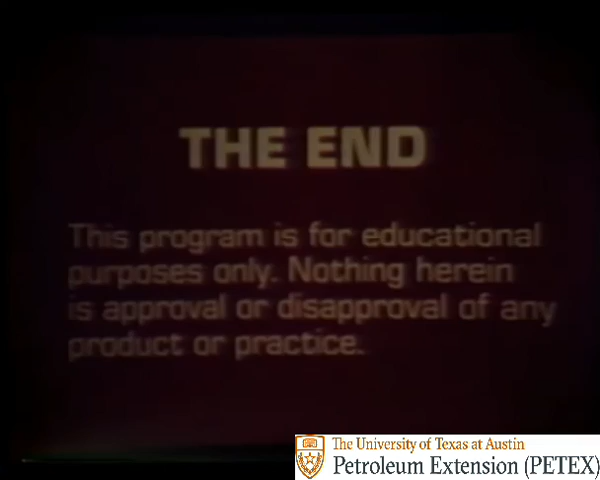 THE END
This program is for educational
purposes only. Nothing herein
is approval or disapproval of any
product or practice.
The University of Texas at Austin
Petroleum Extension (PETEX)